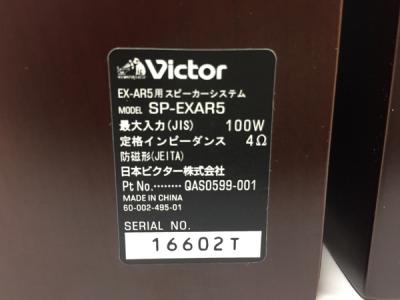 Victor
EX-AR5用スピーカーシステム
MODEL SP-EXAR5
最大入力(JIS) 100W
定格インピーダンス 4Ω
防磁形(JEITA)
日本ビクター株式会社
Pt No.········ QAS0599-001
MADE IN CHINA
60-002-495-01
SERIAL NO.
16602T